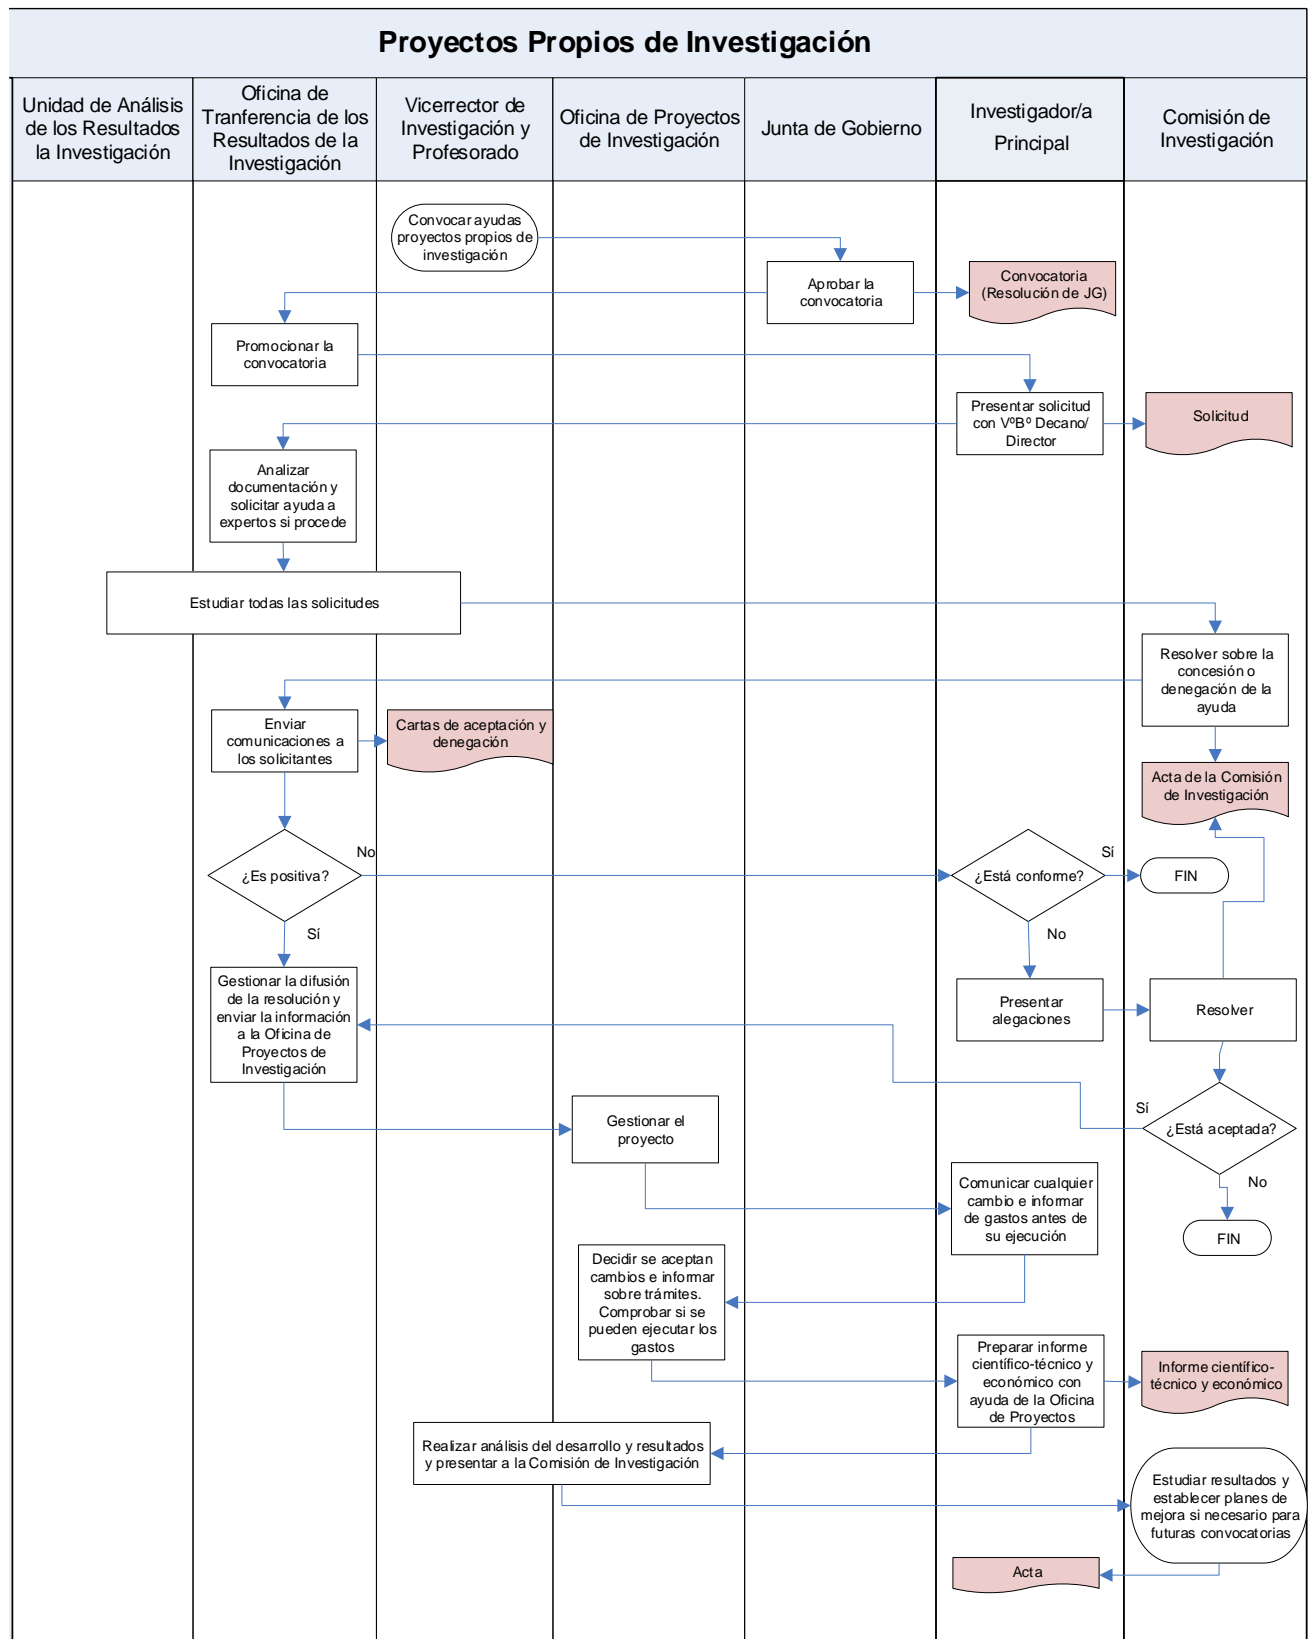 Proyectos Propios de Investigación
Unidad de Análisis
de los Resultados
la Investigación
Oficina de
Tranferencia de los
Resultados de la
Investigación
Vicerrector de
Investigación y
Profesorado
Oficina de Proyectos
de Investigación
Junta de Gobierno
Investigador/a
Principal
Comisión de
Investigación
Convocar ayudas
proyectos propios de
investigación
Aprobar la
convocatoria
Convocatoria
(Resolución de JG)
Promocionar la
convocatoria
Presentar solicitud
con VºBº Decano/
Director
Solicitud
Analizar
documentación y
solicitar ayuda a
expertos si procede
Estudiar todas las solicitudes
Resolver sobre la
concesión o
denegación de la
ayuda
Enviar
comunicaciones a
los solicitantes
Cartas de aceptación y
denegación
Acta de la Comisión
de Investigación
¿Es positiva?
No
¿Está conforme?
Sí
FIN
Sí
No
Gestionar la difusión
de la resolución y
enviar la información
a la Oficina de
Proyectos de
Investigación
Presentar
alegaciones
Resolver
Sí
¿Está aceptada?
No
FIN
Gestionar el
proyecto
Comunicar cualquier
cambio e informar
de gastos antes de
su ejecución
Decidir se aceptan
cambios e informar
sobre trámites.
Comprobar si se
pueden ejecutar los
gastos
Preparar informe
científico-técnico y
económico con
ayuda de la Oficina
de Proyectos
Informe científico-
técnico y económico
Realizar análisis del desarrollo y resultados
y presentar a la Comisión de Investigación
Estudiar resultados y
establecer planes de
mejora si necesario para
futuras convocatorias
Acta